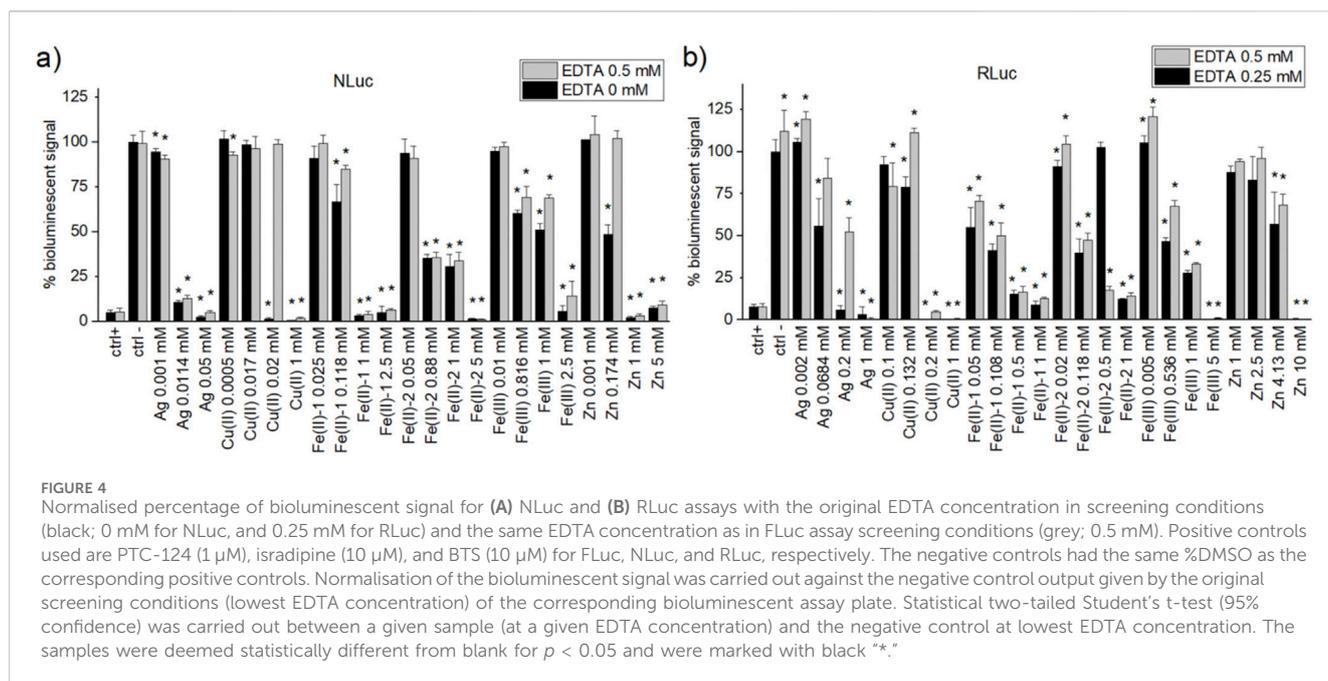 a)
NLuc
EDTA 0.5 mM
EDTA 0 mM
% bioluminescent signal
125
100
75
50
25
0
ctrl+
ctrl-
Ag 0.001 mM
Ag 0.0114 mM
Ag 0.05 mM
Cu(II) 0.0005 mM
Cu(II) 0.017 mM
Cu(II) 0.02 mM
Cu(II) 1 mM
Fe(II)-1 0.025 mM
Fe(II)-1 0.118 mM
Fe(II)-1 1 mM
Fe(II)-1 2.5 mM
Fe(II)-2 0.05 mM
Fe(II)-2 0.88 mM
Fe(II)-2 1 mM
Fe(II)-2 5 mM
Fe(III) 0.01 mM
Fe(III) 0.816 mM
Fe(III) 1 mM
Fe(III) 2.5 mM
Zn 0.001 mM
Zn 0.174 mM
Zn 1 mM
Zn 5 mM
b)
RLuc
EDTA 0.5 mM
EDTA 0.25 mM
% bioluminescent signal
125
100
75
50
25
0
ctrl+
ctrl -
Ag 0.002 mM
Ag 0.0684 mM
Ag 0.2 mM
Ag 1 mM
Cu(II) 0.1 mM
Cu(II) 0.132 mM
Cu(II) 0.2 mM
Cu(II) 1 mM
Fe(II)-1 0.05 mM
Fe(II)-1 0.108 mM
Fe(II)-1 0.5 mM
Fe(II)-1 1 mM
Fe(II)-2 0.02 mM
Fe(II)-2 0.118 mM
Fe(II)-2 0.5 mM
Fe(II)-2 1 mM
Fe(III) 0.005 mM
Fe(III) 0.536 mM
Fe(III) 1 mM
Fe(III) 5 mM
Zn 1 mM
Zn 2.5 mM
Zn 4.13 mM
Zn 10 mM
FIGURE 4
Normalised percentage of bioluminescent signal for (A) NLuc and (B) RLuc assays with the original EDTA concentration in screening conditions
(black; 0 mM for NLuc, and 0.25 mM for RLuc) and the same EDTA concentration as in FLuc assay screening conditions (grey; 0.5 mM). Positive controls
used are PTC-124 (1 μM), isradipine (10 μM), and BTS (10 μM) for FLuc, NLuc, and RLuc, respectively. The negative controls had the same %DMSO as the
corresponding positive controls. Normalisation of the bioluminescent signal was carried out against the negative control output given by the original
screening conditions (lowest EDTA concentration) of the corresponding bioluminescent assay plate. Statistical two-tailed Student's t-test (95%
confidence) was carried out between a given sample (at a given EDTA concentration) and the negative control at lowest EDTA concentration. The
samples were deemed statistically different from blank for p < 0.05 and were marked with black "*."